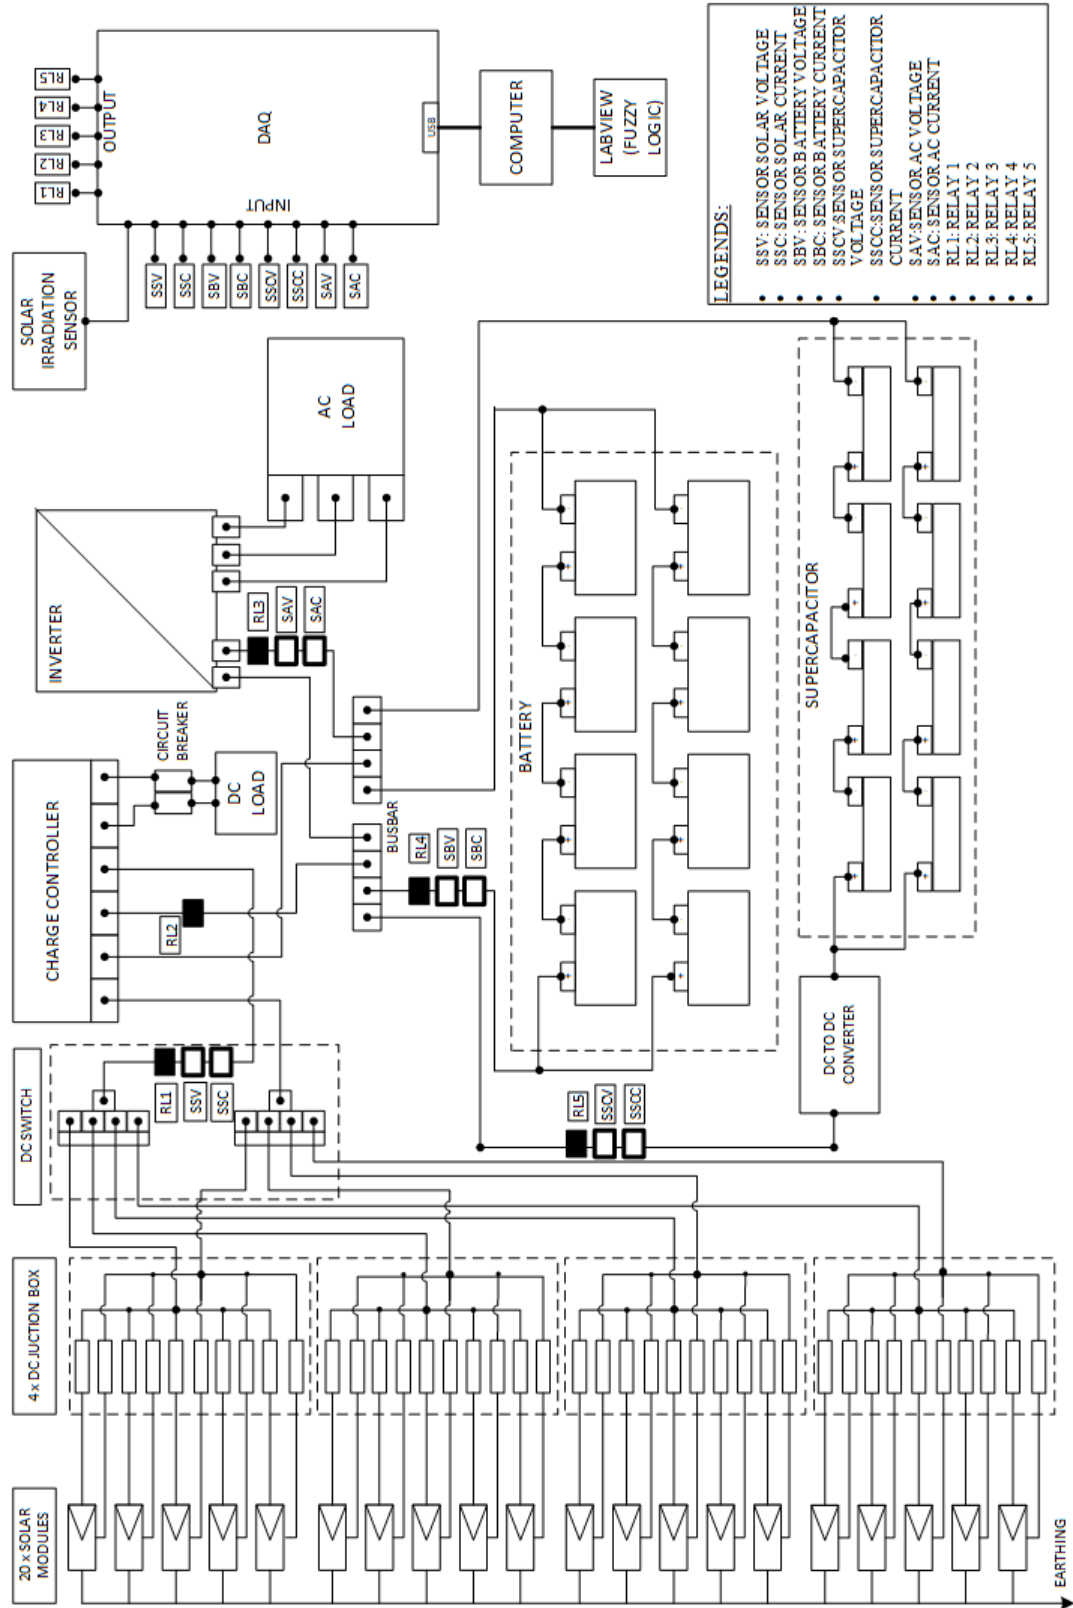 20 x SOLAR
MODULES
4 x DC JUCTION BOX
DC SWITCH
CHARGE CONTROLLER
INVERTER
SOLAR
IRRADIATION
SENSOR
RL1
RL2
RL3
RL4
RL5
OUTPUT
DAQ
INPUT
USB
COMPUTER
LABVIEW
(FUZZY
LOGIC)
SSV
SSC
SBV
SBC
SSCV
SSCC
SAV
SAC
AC
LOAD
RL3
SAV
SAC
CIRCUIT
BREAKER
DC
LOAD
RL2
RL1
SSV
SSC
BUSBAR
RL4
SBV
SBC
BATTERY
RL5
SSCV
SSCC
DC TO DC
CONVERTER
SUPERCAPACITOR
EARTHING
LEGENDS:
• SSV: SENSOR SOLAR VOLTAGE
• SSC: SENSOR SOLAR CURRENT
• SBV: SENSOR BATTERY VOLTAGE
• SBC: SENSOR BATTERY CURRENT
• SSCV:SENSOR SUPERCAPACITOR
VOLTAGE
• SSCC:SENSOR SUPERCAPACITOR
CURRENT
• SAV:SENSOR AC VOLTAGE
• SAC: SENSOR AC CURRENT
• RL1: RELAY 1
• RL2: RELAY 2
• RL3: RELAY 3
• RL4: RELAY 4
• RL5: RELAY 5